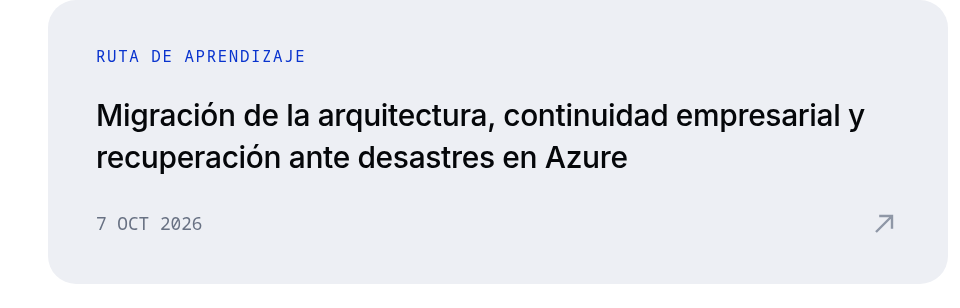 RUTA DE APRENDIZAJE
Migración de la arquitectura, continuidad empresarial y
recuperación ante desastres en Azure
7 OCT 2026